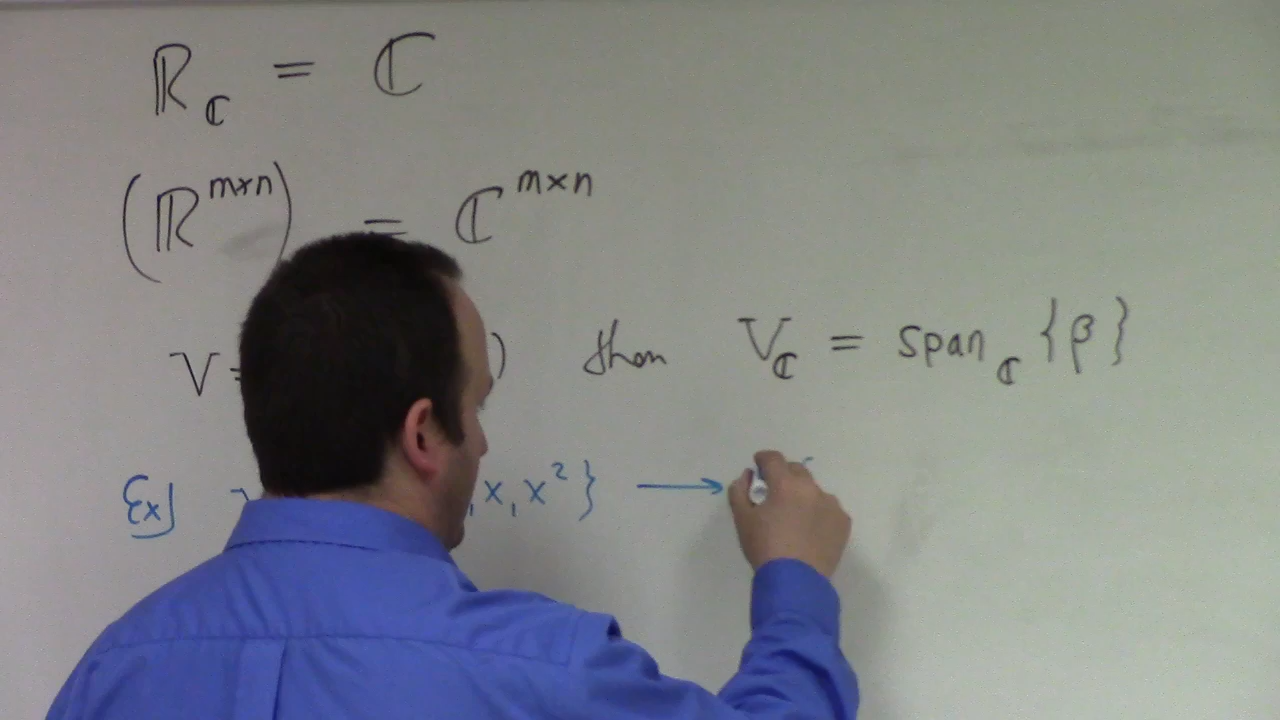 ℝ_ℂ = ℂ
(ℝ^{m×n}) = ℂ^{m×n}
V = ) then V_ℂ = span_ℂ {β}
Ex] , x, x² } →